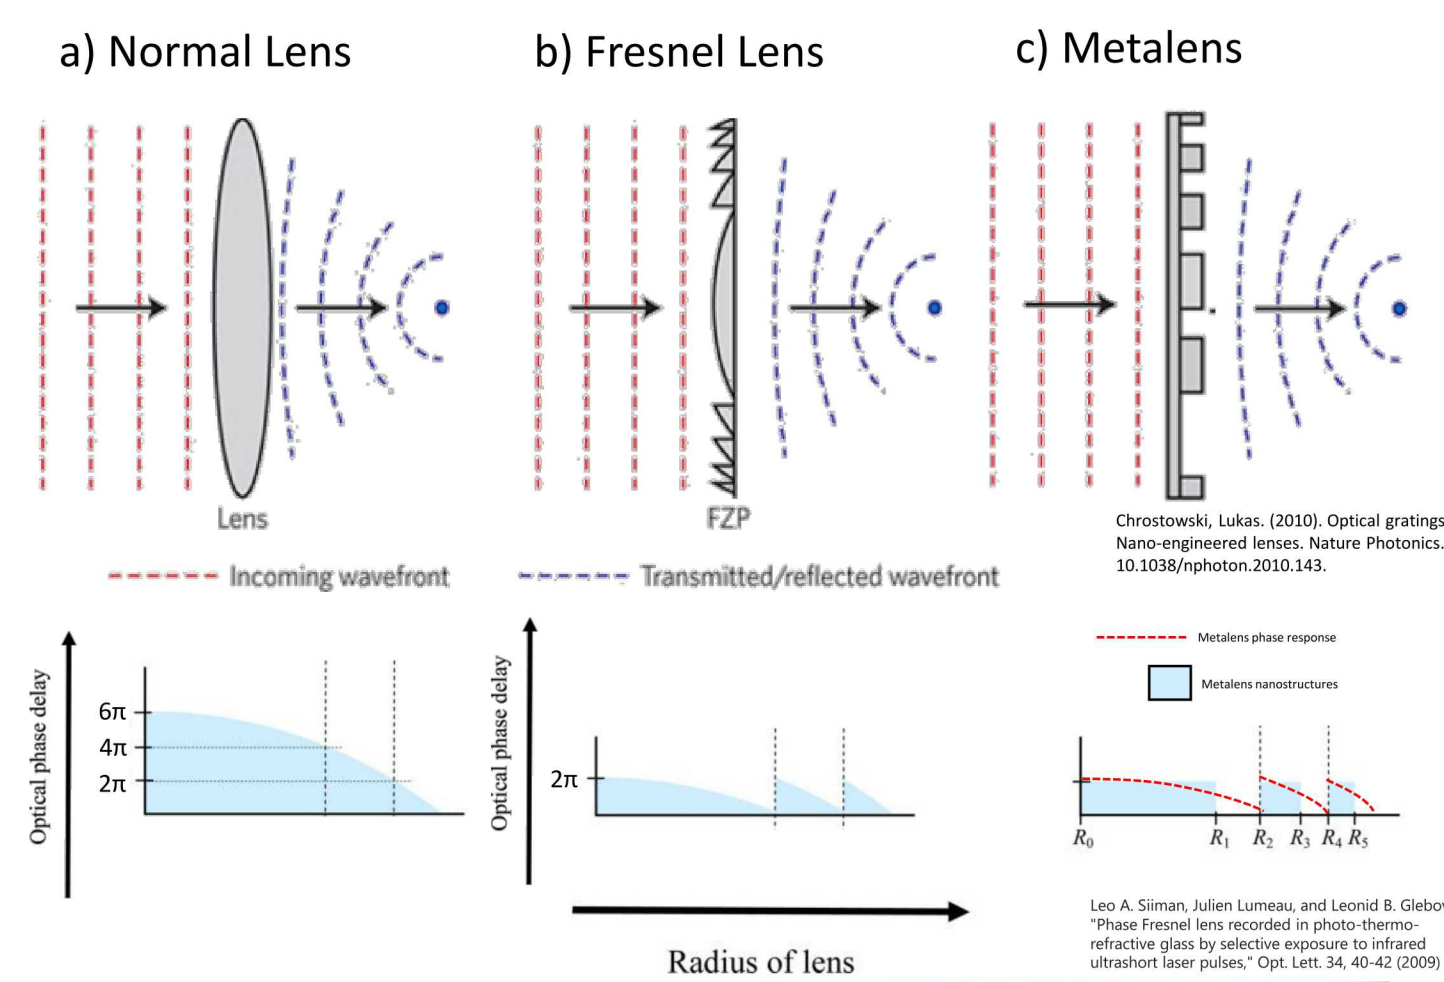 a) Normal Lens
b) Fresnel Lens
c) Metalens
Lens
FZP
Chrostowski, Lukas. (2010). Optical gratings
Nano-engineered lenses. Nature Photonics.
10.1038/nphoton.2010.143.
Incoming wavefront
Transmitted/reflected wavefront
Optical phase delay
6π
4π
2π
Optical phase delay
2π
Metalens phase response
Metalens nanostructures
R₀
R₁
R₂
R₃
R₄
R₅
Radius of lens
Leo A. Siiman, Julien Lumeau, and Leonid B. Glebov
"Phase Fresnel lens recorded in photo-thermo-
refractive glass by selective exposure to infrared
ultrashort laser pulses," Opt. Lett. 34, 40-42 (2009)